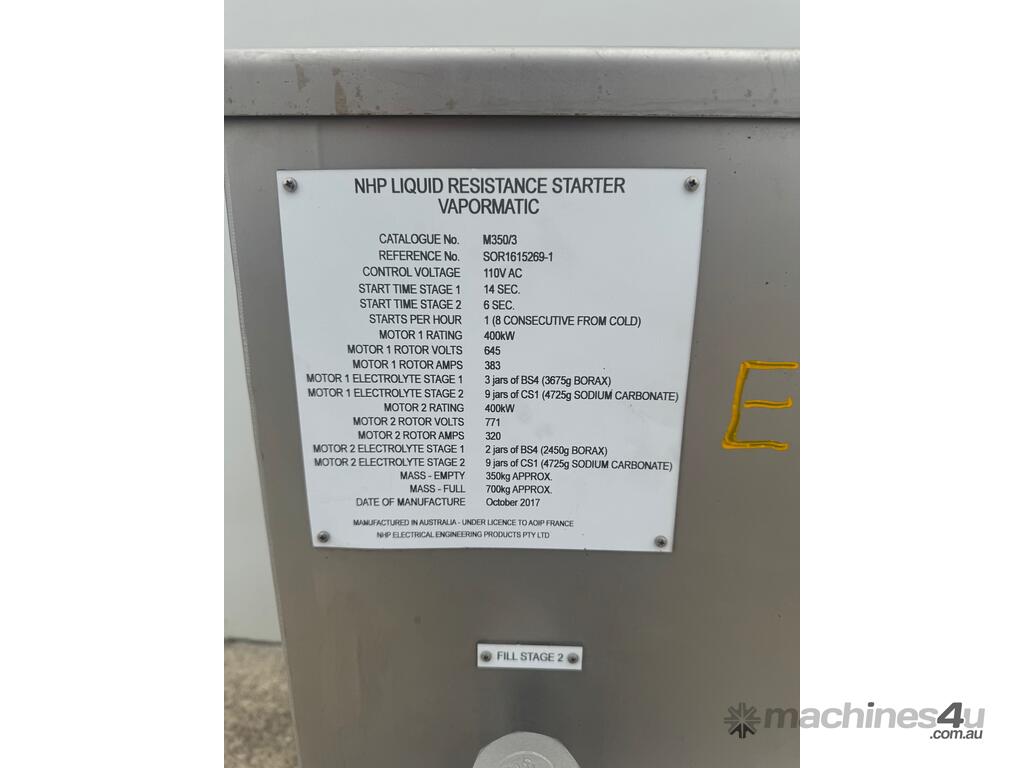 NHP LIQUID RESISTANCE STARTER
VAPORMATIC
CATALOGUE No. M350/3
REFERENCE No. SOR1615269-1
CONTROL VOLTAGE 110V AC
START TIME STAGE 1 14 SEC.
START TIME STAGE 2 6 SEC.
STARTS PER HOUR 1 (8 CONSECUTIVE FROM COLD)
MOTOR 1 RATING 400kW
MOTOR 1 ROTOR VOLTS 645
MOTOR 1 ROTOR AMPS 383
MOTOR 1 ELECTROLYTE STAGE 1 3 jars of BS4 (3675g BORAX)
MOTOR 1 ELECTROLYTE STAGE 2 9 jars of CS1 (4725g SODIUM CARBONATE)
MOTOR 2 RATING 400kW
MOTOR 2 ROTOR VOLTS 771
MOTOR 2 ROTOR AMPS 320
MOTOR 2 ELECTROLYTE STAGE 1 2 jars of BS4 (2450g BORAX)
MOTOR 2 ELECTROLYTE STAGE 2 9 jars of CS1 (4725g SODIUM CARBONATE)
MASS - EMPTY 350kg APPROX.
MASS - FULL 700kg APPROX.
DATE OF MANUFACTURE October 2017
MAMUFACTURED IN AUSTRALIA - UNDER LICENCE TO AOIP FRANCE
NHP ELECTRICAL ENGINEERING PRODUCTS PTY LTD
E
FILL STAGE 2
machines4u
.com.au